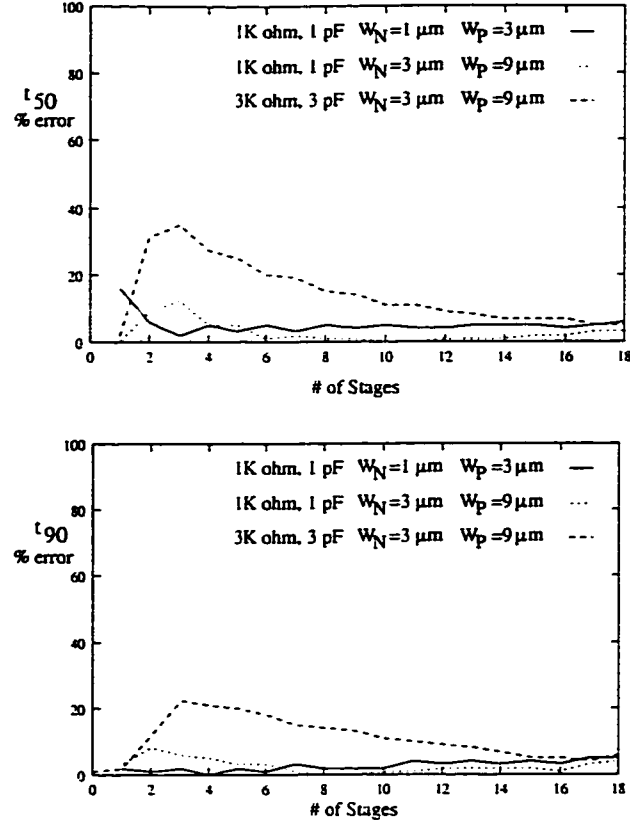 100
80
60
40
20
0
t50
% error
1K ohm, 1 pF W_N=1 µm W_P=3 µm
1K ohm, 1 pF W_N=3 µm W_P=9 µm
3K ohm, 3 pF W_N=3 µm W_P=9 µm
0 2 4 6 8 10 12 14 16 18
# of Stages
100
80
60
40
20
0
t90
% error
1K ohm, 1 pF W_N=1 µm W_P=3 µm
1K ohm, 1 pF W_N=3 µm W_P=9 µm
3K ohm, 3 pF W_N=3 µm W_P=9 µm
0 2 4 6 8 10 12 14 16 18
# of Stages